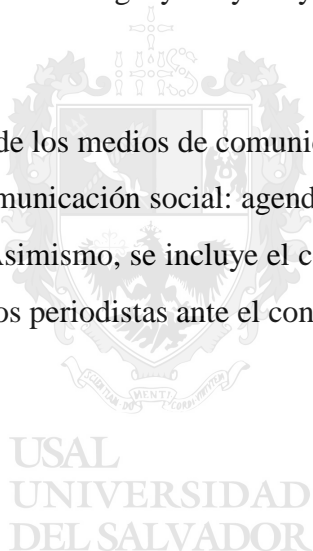 de los medios de comuni
municación social: agend
Asimismo, se incluye el c
os periodistas ante el con
USAL
UNIVERSIDAD
DEL SALVADOR